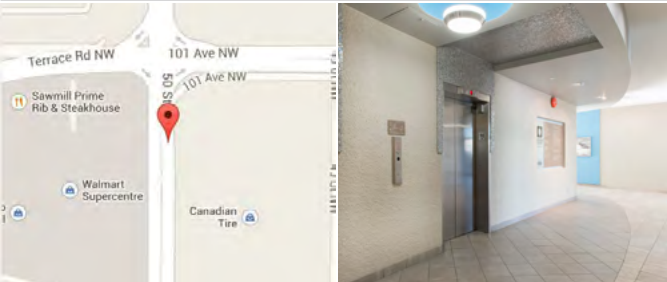 Terrace Rd NW
101 Ave NW
101 Ave NW
50 St
Sawmill Prime
Rib & Steakhouse
Walmart
Supercentre
Canadian
Tire